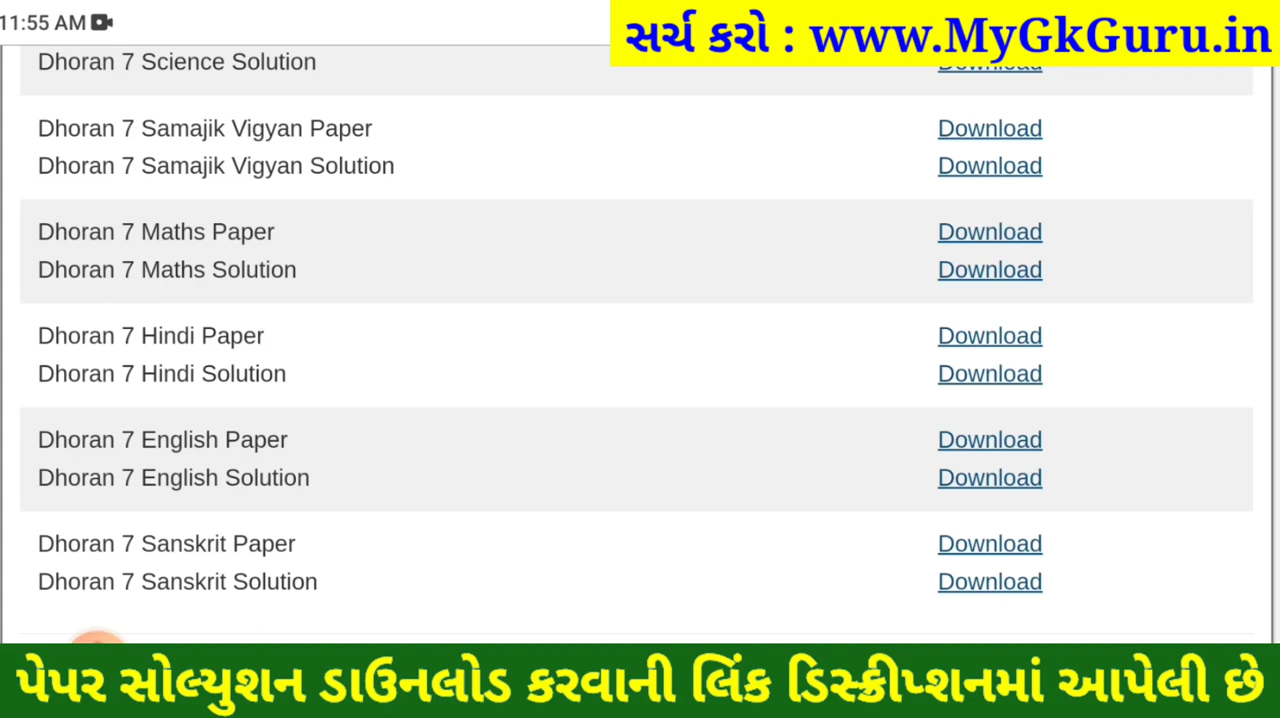 11:55 AM
સર્ચ કરો : www.MyGkGuru.in
Dhoran 7 Science Solution Download
Dhoran 7 Samajik Vigyan Paper Download
Dhoran 7 Samajik Vigyan Solution Download
Dhoran 7 Maths Paper Download
Dhoran 7 Maths Solution Download
Dhoran 7 Hindi Paper Download
Dhoran 7 Hindi Solution Download
Dhoran 7 English Paper Download
Dhoran 7 English Solution Download
Dhoran 7 Sanskrit Paper Download
Dhoran 7 Sanskrit Solution Download
પેપર સોલ્યુશન ડાઉનલોડ કરવાની લિંક ડિસ્ક્રીપ્શનમાં આપેલી છે